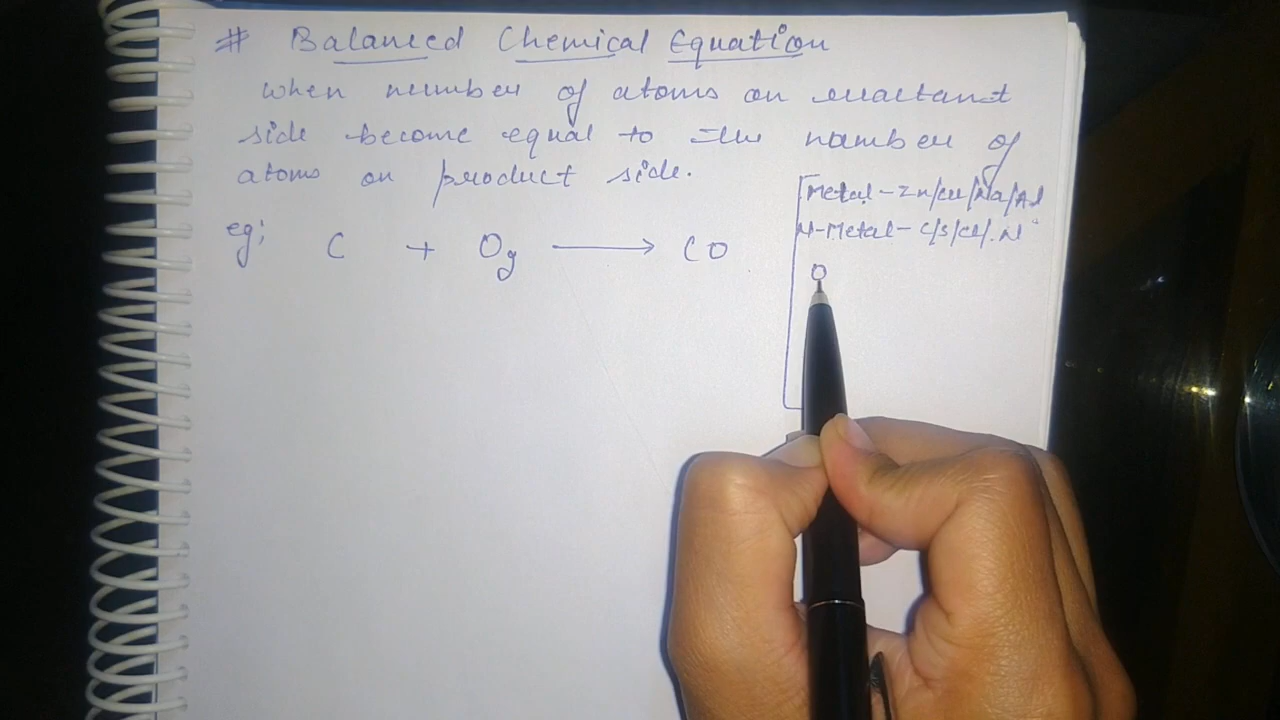 # Balanced Chemical Equation
when number of atoms on reactant
side become equal to the number of
atoms on product side.
eg; C + O2 ⟶ CO
Metal - Zn/Cu/Na/Al
N-Metal - C/S/Cl/N
O